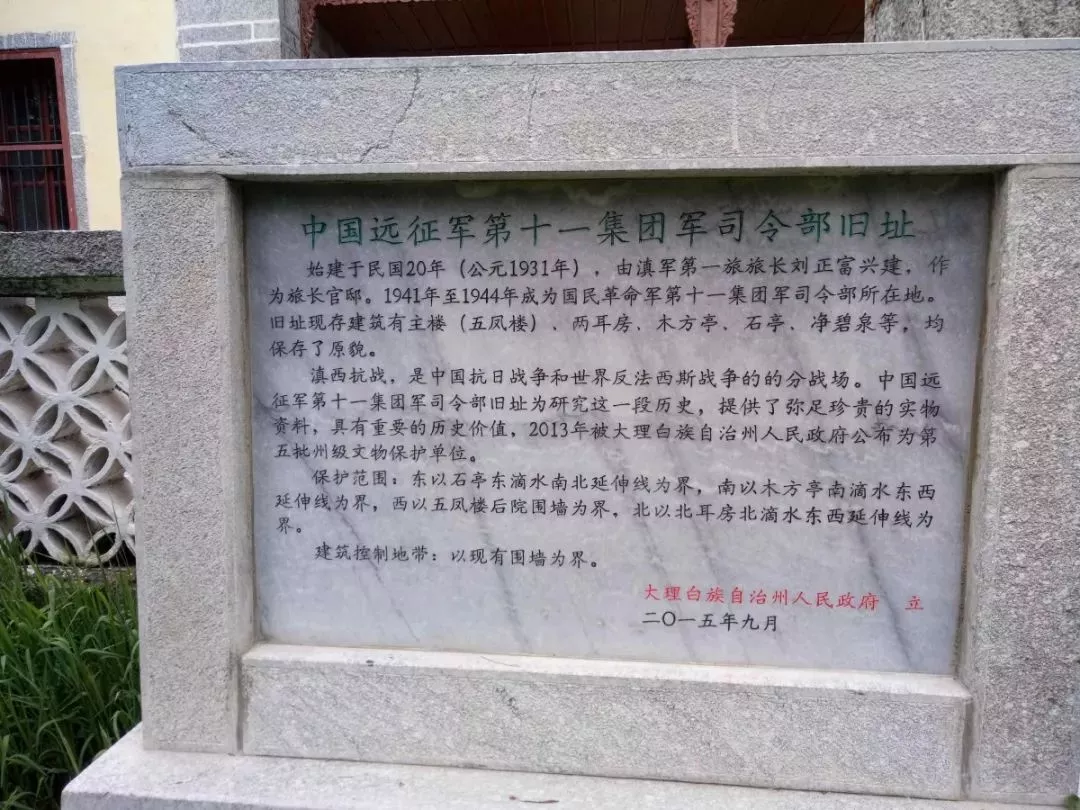 中国远征军第十一集团军司令部旧址
始建于民国20年（公元1931年），由滇军第一旅旅长刘正富兴建，作
为旅长官邸。1941年至1944年成为国民革命军第十一集团军司令部所在地。
旧址现存建筑有主楼（五凤楼）、两耳房、木方亭、石亭、净碧泉等，均
保存了原貌。
滇西抗战，是中国抗日战争和世界反法西斯战争的的分战场。中国远
征军第十一集团军司令部旧址为研究这一段历史，提供了弥足珍贵的实物
资料，具有重要的历史价值，2013年被大理白族自治州人民政府公布为第
五批州级文物保护单位。
保护范围：东以石亭东滴水南北延伸线为界，南以木方亭南滴水东西
延伸线为界，西以五凤楼后院围墙为界，北以北耳房北滴水东西延伸线为
界。
建筑控制地带：以现有围墙为界。
大理白族自治州人民政府 立
二〇一五年九月